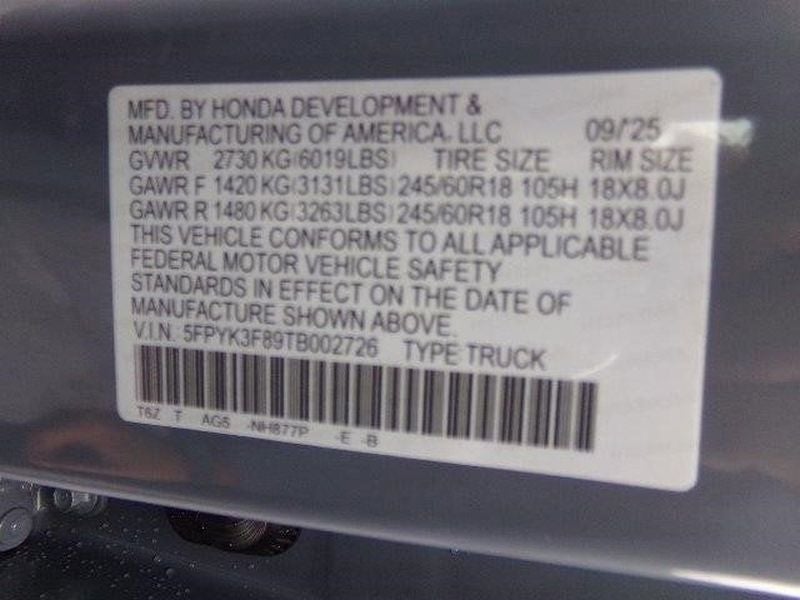 MFD. BY HONDA DEVELOPMENT &
MANUFACTURING OF AMERICA, LLC 09/'25
GVWR 2730 KG(6019LBS) TIRE SIZE RIM SIZE
GAWR F 1420 KG(3131LBS) 245/60R18 105H 18X8.0J
GAWR R 1480 KG(3263LBS) 245/60R18 105H 18X8.0J
THIS VEHICLE CONFORMS TO ALL APPLICABLE
FEDERAL MOTOR VEHICLE SAFETY
STANDARDS IN EFFECT ON THE DATE OF
MANUFACTURE SHOWN ABOVE.
V.I.N. 5FPYK3F89TB002726 TYPE TRUCK
T6Z T AG5 -NH877P -E -B